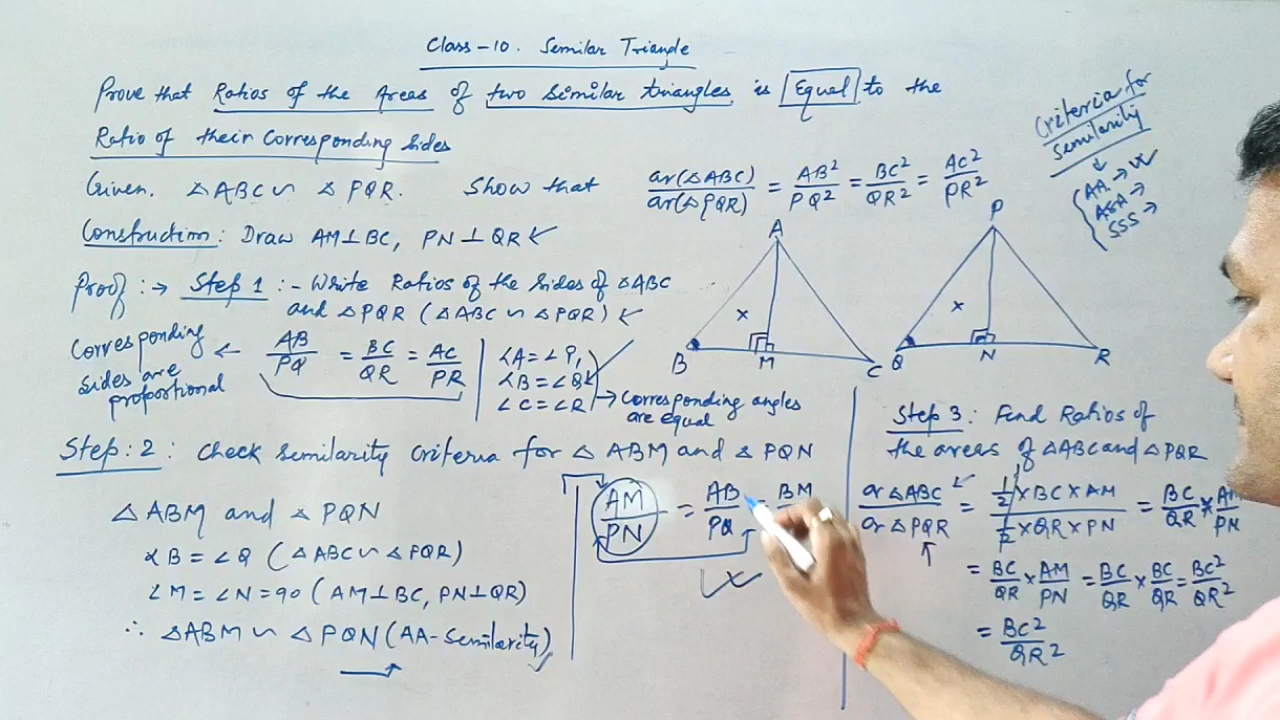 Class-10. Similar Triangle
Prove that Ratios of the Areas of two Similar triangles is Equal to the
Ratio of their Corresponding Sides
Given. △ABC ∽ △PQR. Show that ar(△ABC)/ar(△PQR) = AB²/PQ² = BC²/QR² = AC²/PR²
Construction: Draw AM⊥BC, PN⊥QR
Proof :→ Step 1 :- Write Ratios of the sides of △ABC
and △PQR (△ABC ∽ △PQR)
Corresponding
sides are
proportional
← AB/PQ = BC/QR = AC/PR
∠A = ∠P,
∠B = ∠Q
∠C = ∠R
→ Corresponding angles
are equal
Criteria for
Similarity
AA →
ASA →
SSS →
A
B
M
C
x
P
Q
N
R
x
Step: 2 : Check similarity criteria for △ ABM and △ PQN
△ ABM and △ PQN
∠B = ∠Q (△ABC ∽ △PQR)
∠M = ∠N = 90 (AM⊥BC, PN⊥QR)
∴ △ABM ∽ △PQN (AA-Similarity)
AM/PN = AB/PQ = BM
Step 3 : Find Ratios of
the areas of △ABC and △PQR
ar △ABC/ar △PQR = ½ × BC × AM/½ × QR × PN = BC/QR × AM/PN
= BC/QR × AM/PN = BC/QR × BC/QR = BC²/QR²
= BC²/QR²